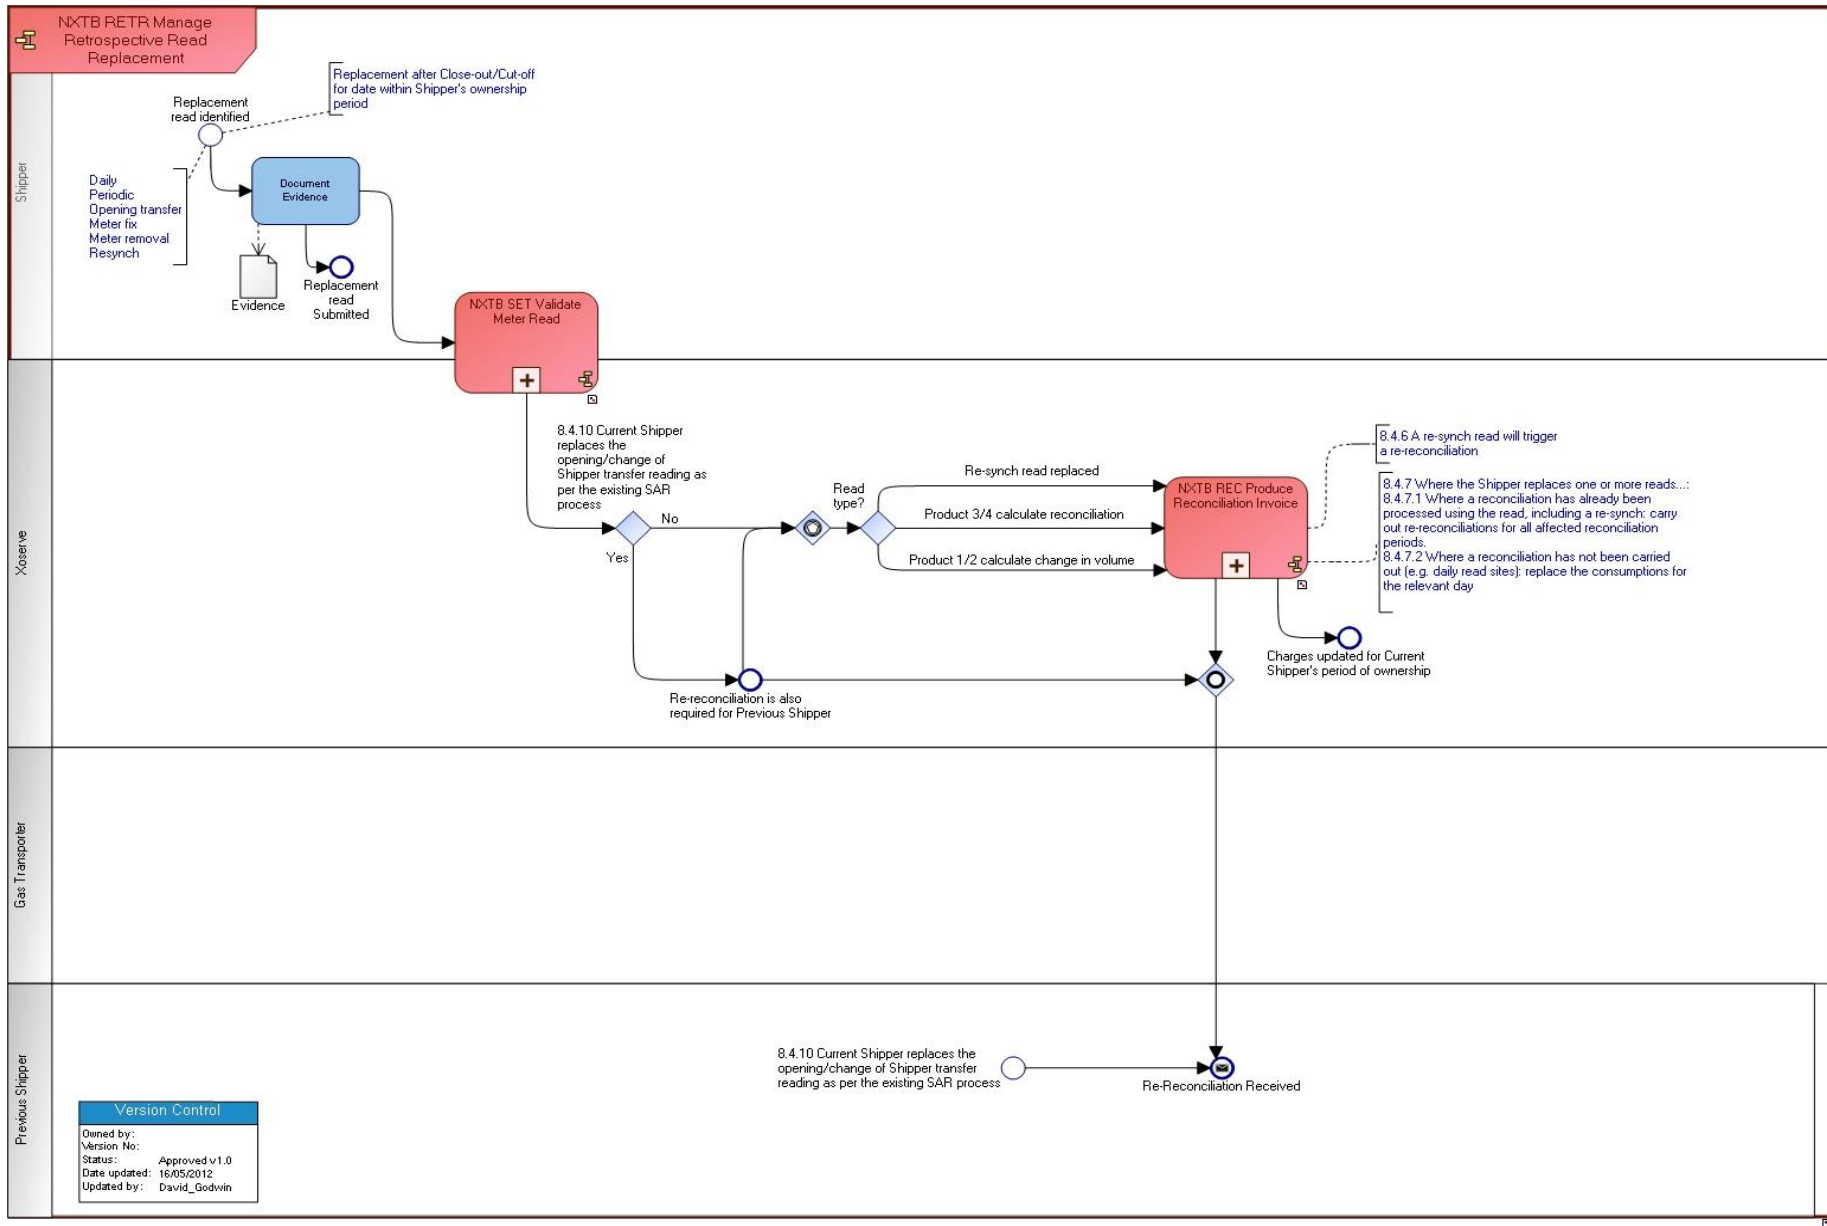 NXTB RETR Manage
Retrospective Read
Replacement
Shipper
Replacement after Close-out/Cut-off
for date within Shipper's ownership
period
Replacement
read identified
Daily
Periodic
Opening transfer
Meter fix
Meter removal
Resynch
Document
Evidence
Evidence
Replacement
read
Submitted
NXTB SET Validate
Meter Read
Xoserve
8.4.10 Current Shipper
replaces the
opening/change of
Shipper transfer reading as
per the existing SAR
process
No
Yes
Read
type?
Re-synch read replaced
Product 3/4 calculate reconciliation
Product 1/2 calculate change in volume
NXTB REC Produce
Reconciliation Invoice
8.4.6 A re-synch read will trigger
a re-reconciliation
8.4.7 Where the Shipper replaces one or more reads...:
8.4.7.1 Where a reconciliation has already been
processed using the read, including a re-synch: carry
out re-reconciliations for all affected reconciliation
periods.
8.4.7.2 Where a reconciliation has not been carried
out (e.g. daily read sites): replace the consumptions for
the relevant day
Charges updated for Current
Shipper's period of ownership
Re-reconciliation is also
required for Previous Shipper
Gas Transporter
Previous Shipper
8.4.10 Current Shipper replaces the
opening/change of Shipper transfer
reading as per the existing SAR process
Re-Reconciliation Received
Version Control
Owned by:
Version No:
Status: Approved v1.0
Date updated: 16/05/2012
Updated by: David_Godwin